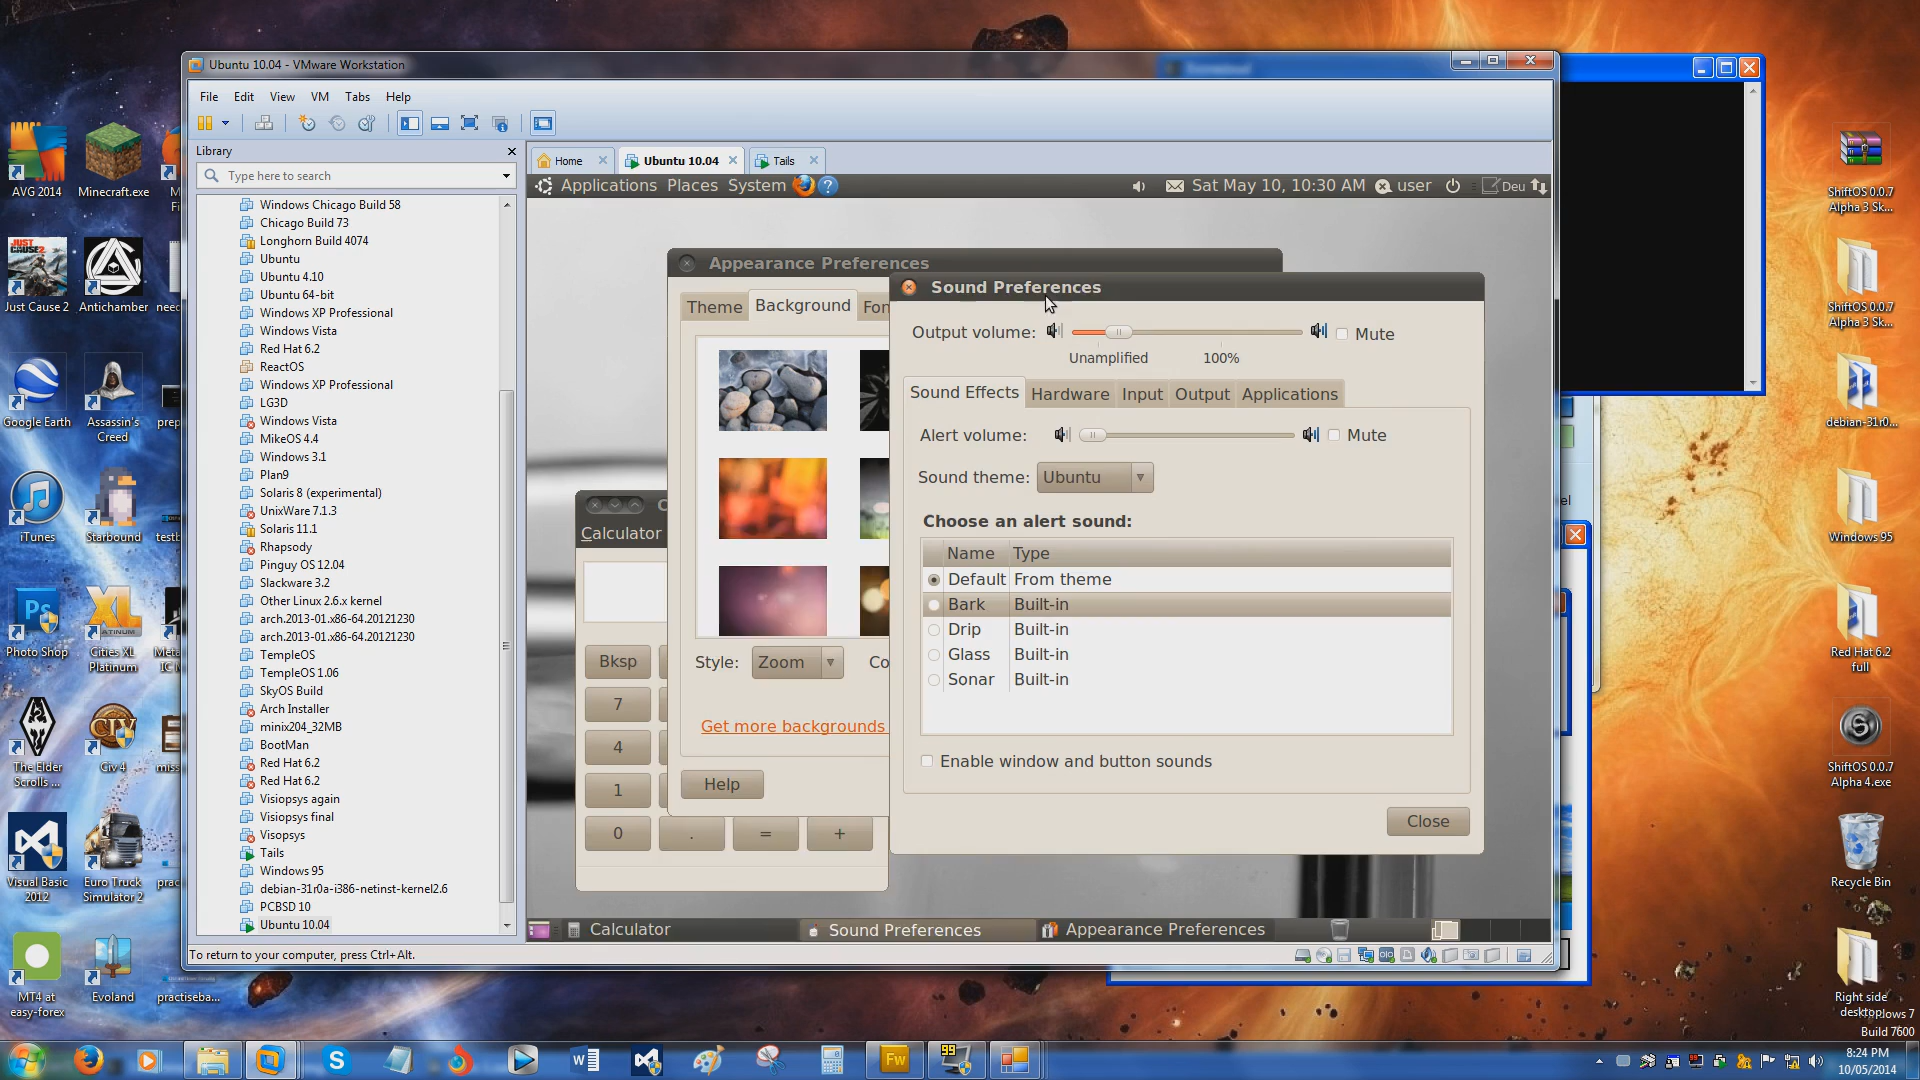 Ubuntu 10.04 - VMware Workstation
File Edit View VM Tabs Help
Library
Type here to search
Windows Chicago Build 58
Chicago Build 73
Longhorn Build 4074
Ubuntu
Ubuntu 4.10
Ubuntu 64-bit
Windows XP Professional
Windows Vista
Red Hat 6.2
ReactOS
Windows XP Professional
LG3D
Windows Vista
MikeOS 4.4
Windows 3.1
Plan9
Solaris 8 (experimental)
UnixWare 7.1.3
Solaris 11.1
Rhapsody
Pinguy OS 12.04
Slackware 3.2
Other Linux 2.6.x kernel
arch.2013-01.x86-64.20121230
arch.2013-01.x86-64.20121230
TempleOS
TempleOS 1.06
SkyOS Build
Arch Installer
minix204_32MB
BootMan
Red Hat 6.2
Red Hat 6.2
Visiopsys again
Visiopsys final
Visopsys
Tails
Windows 95
debian-31r0a-i386-netinst-kernel2.6
PCBSD 10
Ubuntu 10.04
To return to your computer, press Ctrl+Alt.
Home Ubuntu 10.04 Tails
Applications Places System
Sat May 10, 10:30 AM user Deu
Appearance Preferences
Theme Background Fon
Style: Zoom Co
Get more backgrounds
Help
Calculator
Bksp
7
4
1
0 . = +
Sound Preferences
Output volume: Mute
Unamplified 100%
Sound Effects Hardware Input Output Applications
Alert volume: Mute
Sound theme: Ubuntu
Choose an alert sound:
Name Type
Default From theme
Bark Built-in
Drip Built-in
Glass Built-in
Sonar Built-in
Enable window and button sounds
Close
Calculator Sound Preferences Appearance Preferences
AVG 2014
Minecraft.exe
JUST CAUSE 2
Just Cause 2
Antichamber
Google Earth
Assassin's Creed
iTunes
Starbound
Ps
Photo Shop
XL
Cities XL Platinum
The Elder Scrolls ...
CIV
Civ 4
Visual Basic 2012
Euro Truck Simulator 2
MT4 at easy-forex
Evoland
practiseba...
ShiftOS 0.0.7 Alpha 3 Sk...
ShiftOS 0.0.7 Alpha 3 Sk...
debian-31r0...
Windows 95
Red Hat 6.2 full
ShiftOS 0.0.7 Alpha 4.exe
Recycle Bin
Right side desktop
Build 7600
Fw
99
8:24 PM
10/05/2014